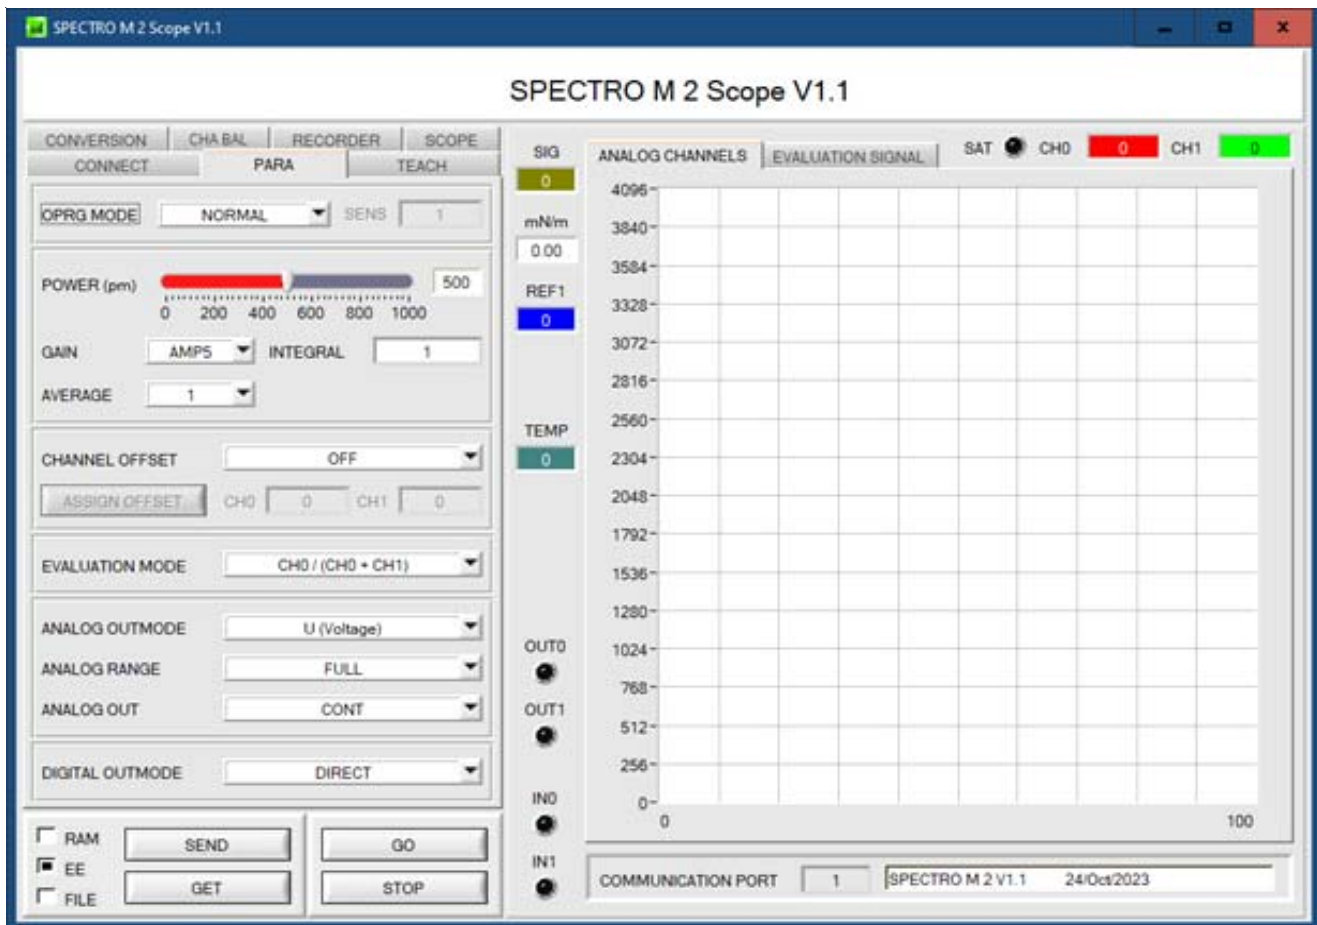 SPECTRO M 2 Scope V1.1
SPECTRO M 2 Scope V1.1
CONVERSION CHA BAL RECORDER SCOPE
CONNECT PARA TEACH
OPRG MODE NORMAL SENS 1
POWER (pm) 500
0 200 400 600 800 1000
GAIN AMP5 INTEGRAL 1
AVERAGE 1
CHANNEL OFFSET OFF
ASSIGN OFFSET CH0 0 CH1 0
EVALUATION MODE CH0 / (CH0 + CH1)
ANALOG OUTMODE U (Voltage)
ANALOG RANGE FULL
ANALOG OUT CONT
DIGITAL OUTMODE DIRECT
RAM
EE
FILE
SEND
GET
GO
STOP
SIG
0
mN/m
0.00
REF1
0
TEMP
0
OUT0
OUT1
IN0
IN1
ANALOG CHANNELS EVALUATION SIGNAL SAT CH0 0 CH1 0
4096
3840
3584
3328
3072
2816
2560
2304
2048
1792
1536
1280
1024
768
512
256
0
0 100
COMMUNICATION PORT 1 SPECTRO M 2 V1.1 24/Oct/2023